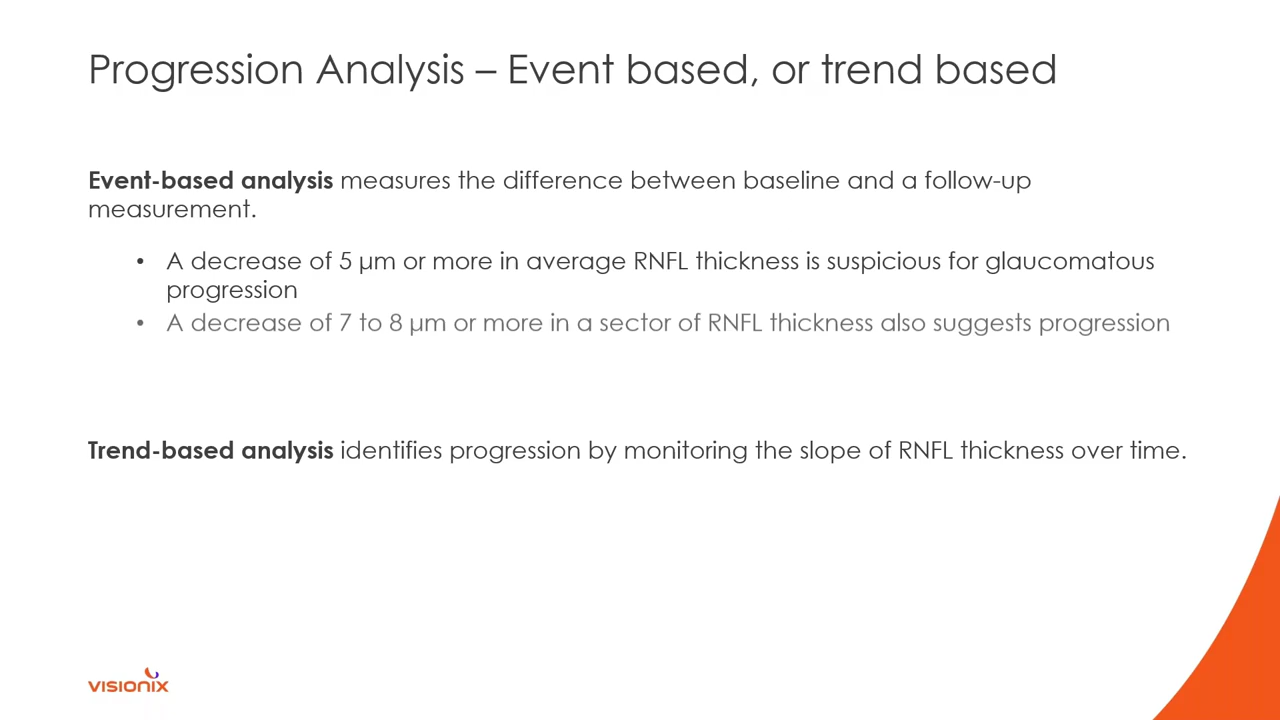 Progression Analysis – Event based, or trend based
Event-based analysis measures the difference between baseline and a follow-up
measurement.
• A decrease of 5 µm or more in average RNFL thickness is suspicious for glaucomatous
progression
• A decrease of 7 to 8 µm or more in a sector of RNFL thickness also suggests progression
Trend-based analysis identifies progression by monitoring the slope of RNFL thickness over time.
VISIONIX